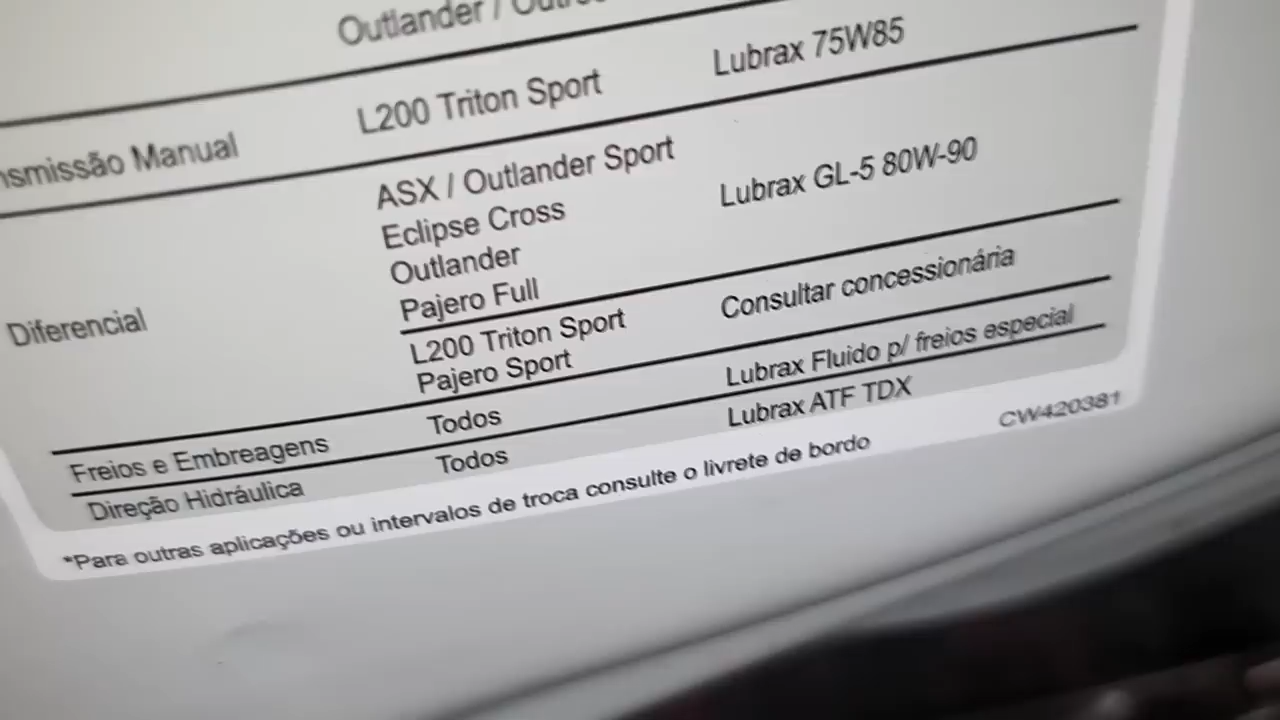 Outlander /
L200 Triton Sport Lubrax 75W85
nsmissão Manual
ASX / Outlander Sport
Eclipse Cross Lubrax GL-5 80W-90
Outlander
Pajero Full
Diferencial
L200 Triton Sport Consultar concessionária
Pajero Sport
Freios e Embreagens Todos Lubrax Fluido p/ freios especial
Direção Hidráulica Todos Lubrax ATF TDX
CW420381
*Para outras aplicações ou intervalos de troca consulte o livrete de bordo